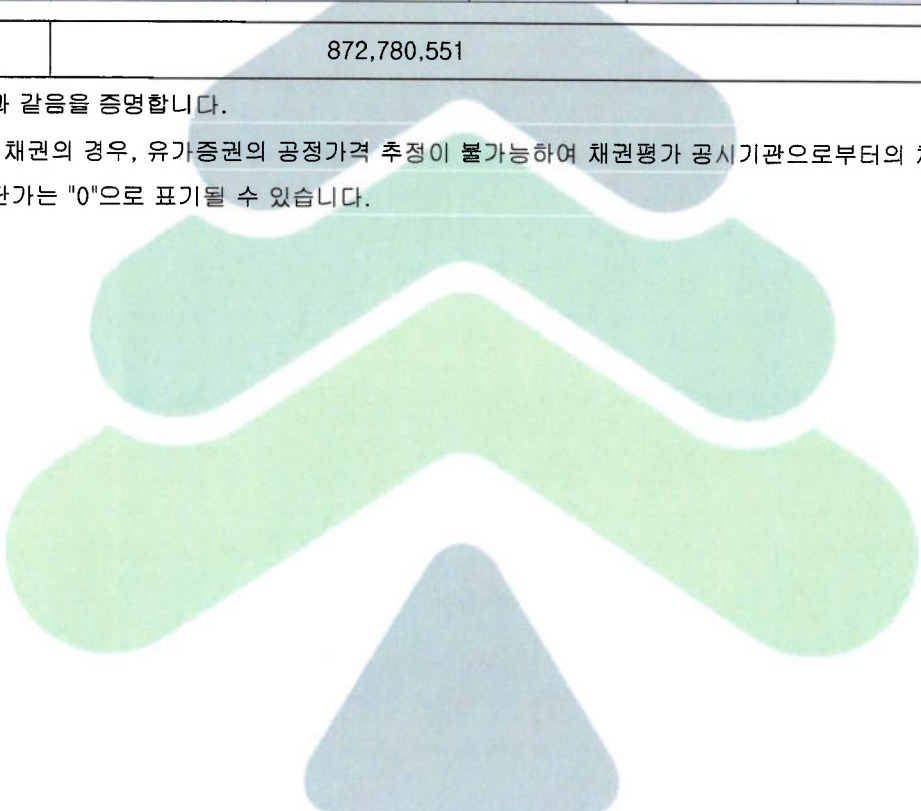 872,780,551
같음을 증명합니다.
채권의 경우, 유가증권의 공정가격 추정이 불가능하여 채권평가 공시기관으로부터의
단가는 "0"으로 표기될 수 있습니다.